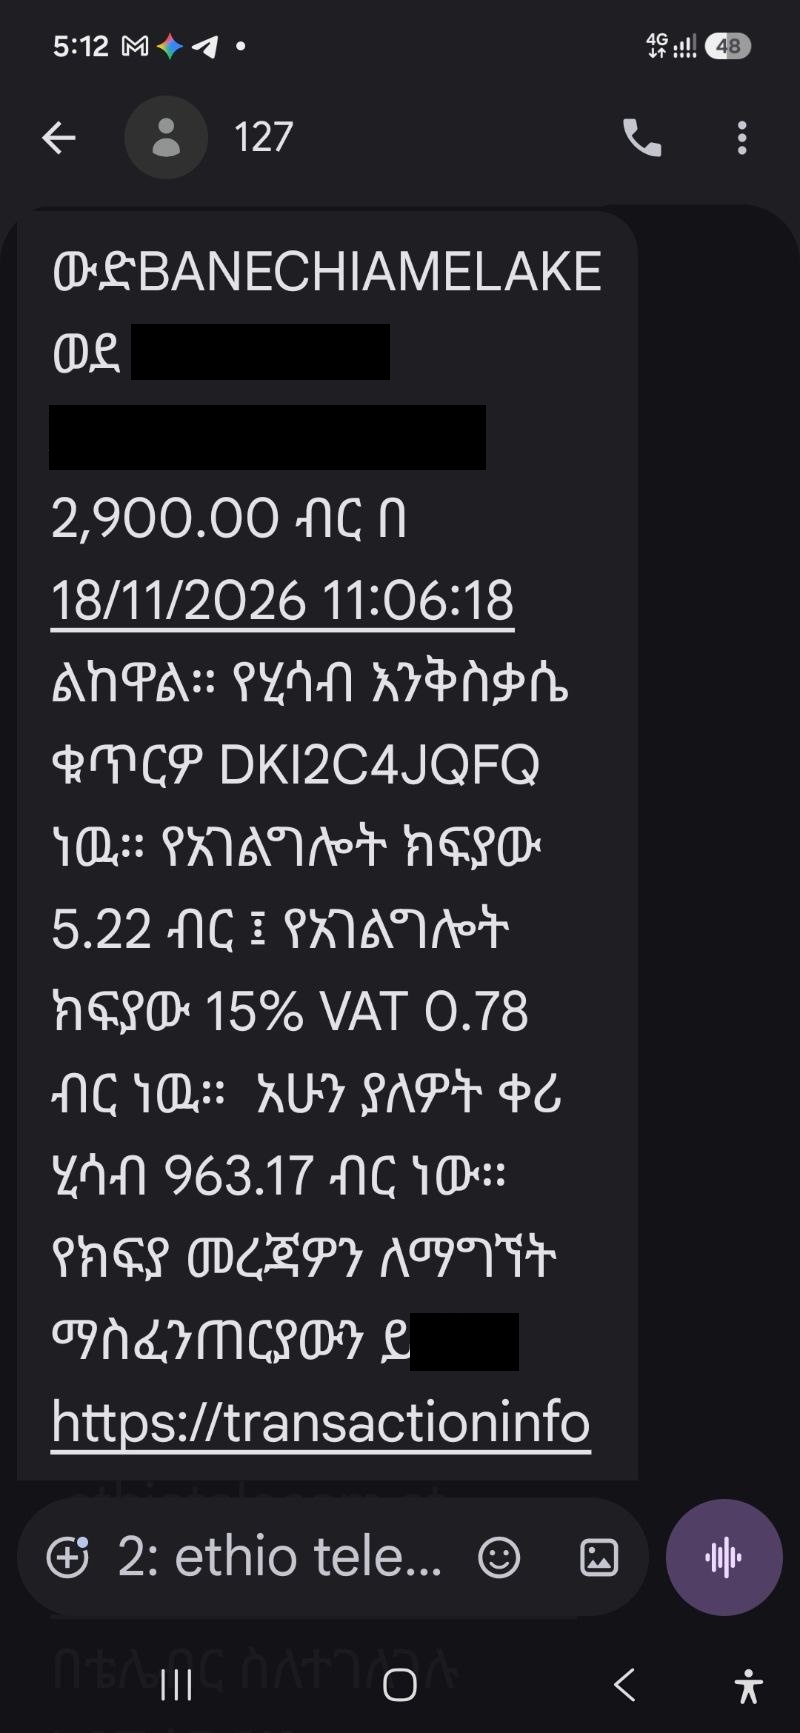 5:12
4G
48
127
ውድBANECHIAMELAKE
ወደ
2,900.00 ብር በ
18/11/2026 11:06:18
ልከዋል። የሂሳብ እንቅስቃሴ
ቁጥርዎ DKI2C4JQFQ
ነዉ። የአገልግሎት ክፍያው
5.22 ብር ፤ የአገልግሎት
ክፍያው 15% VAT 0.78
ብር ነዉ። አሁን ያለዎት ቀሪ
ሂሳብ 963.17 ብር ነው።
የክፍያ መረጃዎን ለማግኘት
ማስፈንጠርያውን
https://transactioninfo
2: ethio tele...